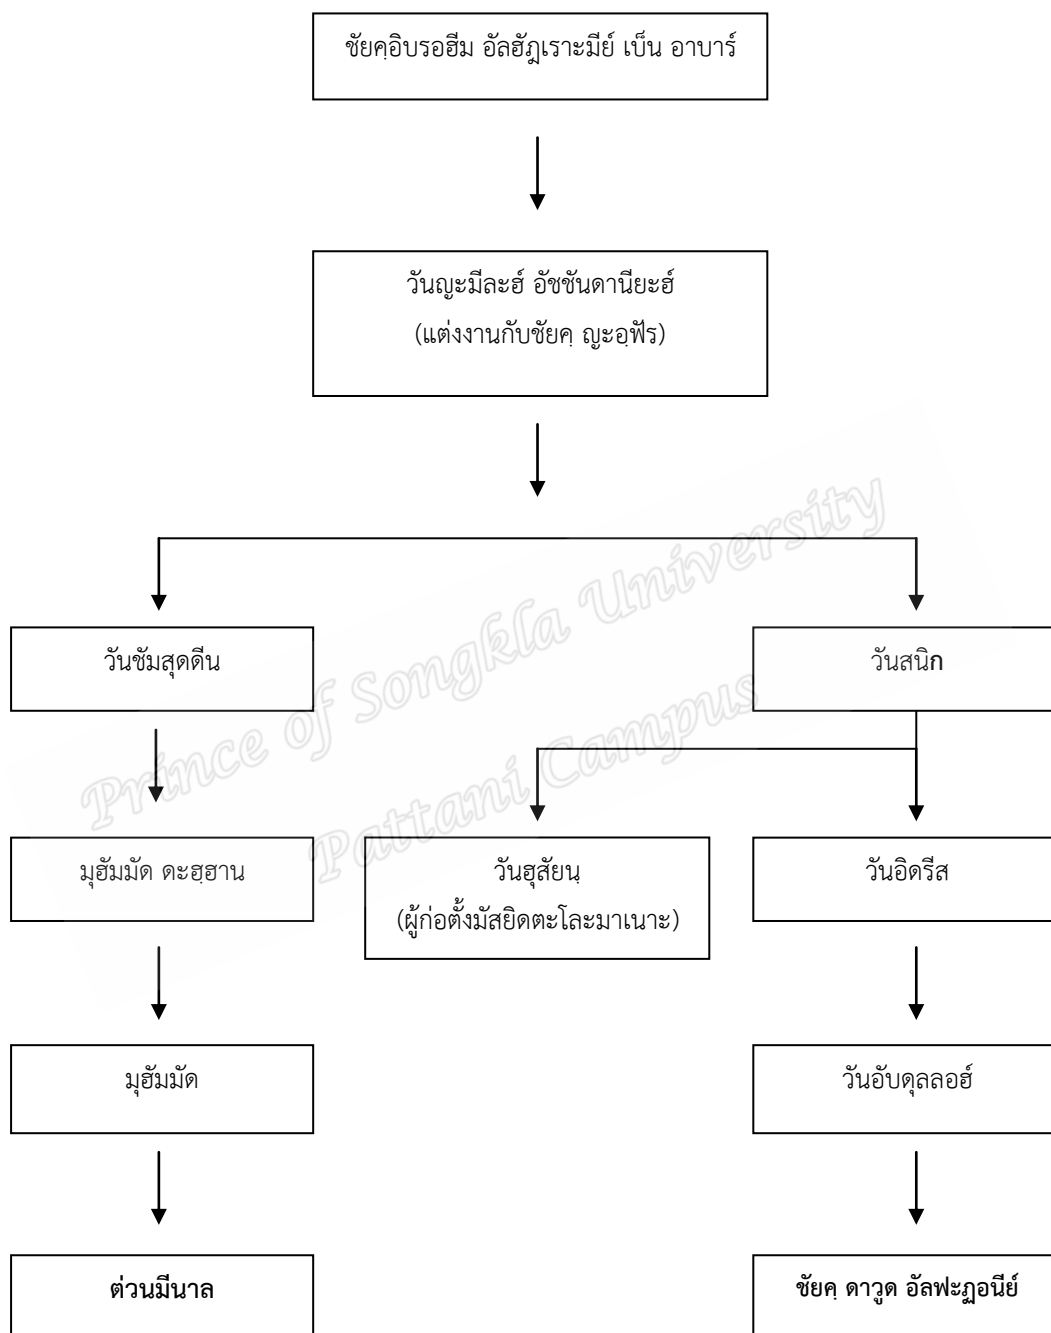 ชัยคฺอิบรอฮีม อัลฮัฎเราะมีย์ เบ็น อาบาร์
วันญะมีละฮ์ อัชชันดานียะฮ์
(แต่งงานกับชัยคฺ ญะอฺฟัร)
วันชัมสุดดีน
วันสนิก
มุฮัมมัด ดะฮฺฮาน
วันฮุสัยนฺ
(ผู้ก่อตั้งมัสยิดตะโละมาเนาะ)
วันอิดรีส
มุฮัมมัด
วันอับดุลลอฮ์
ต่วนมีนาล
ชัยคฺ ดาวูด อัลฟะฏอนีย์
Prince of Songkla University
Pattani Campus